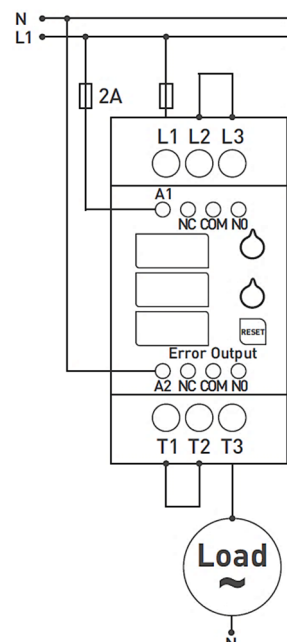 N
L1
2A
L1 L2 L3
A1
NC COM NO
RESET
Error Output
A2 NC COM NO
T1 T2 T3
Load
~
N